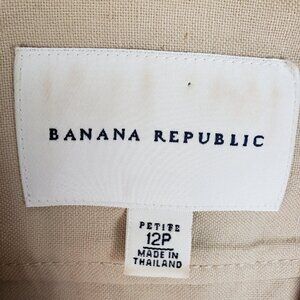 BANANA REPUBLIC
PETITE
12P
MADE IN
THAILAND